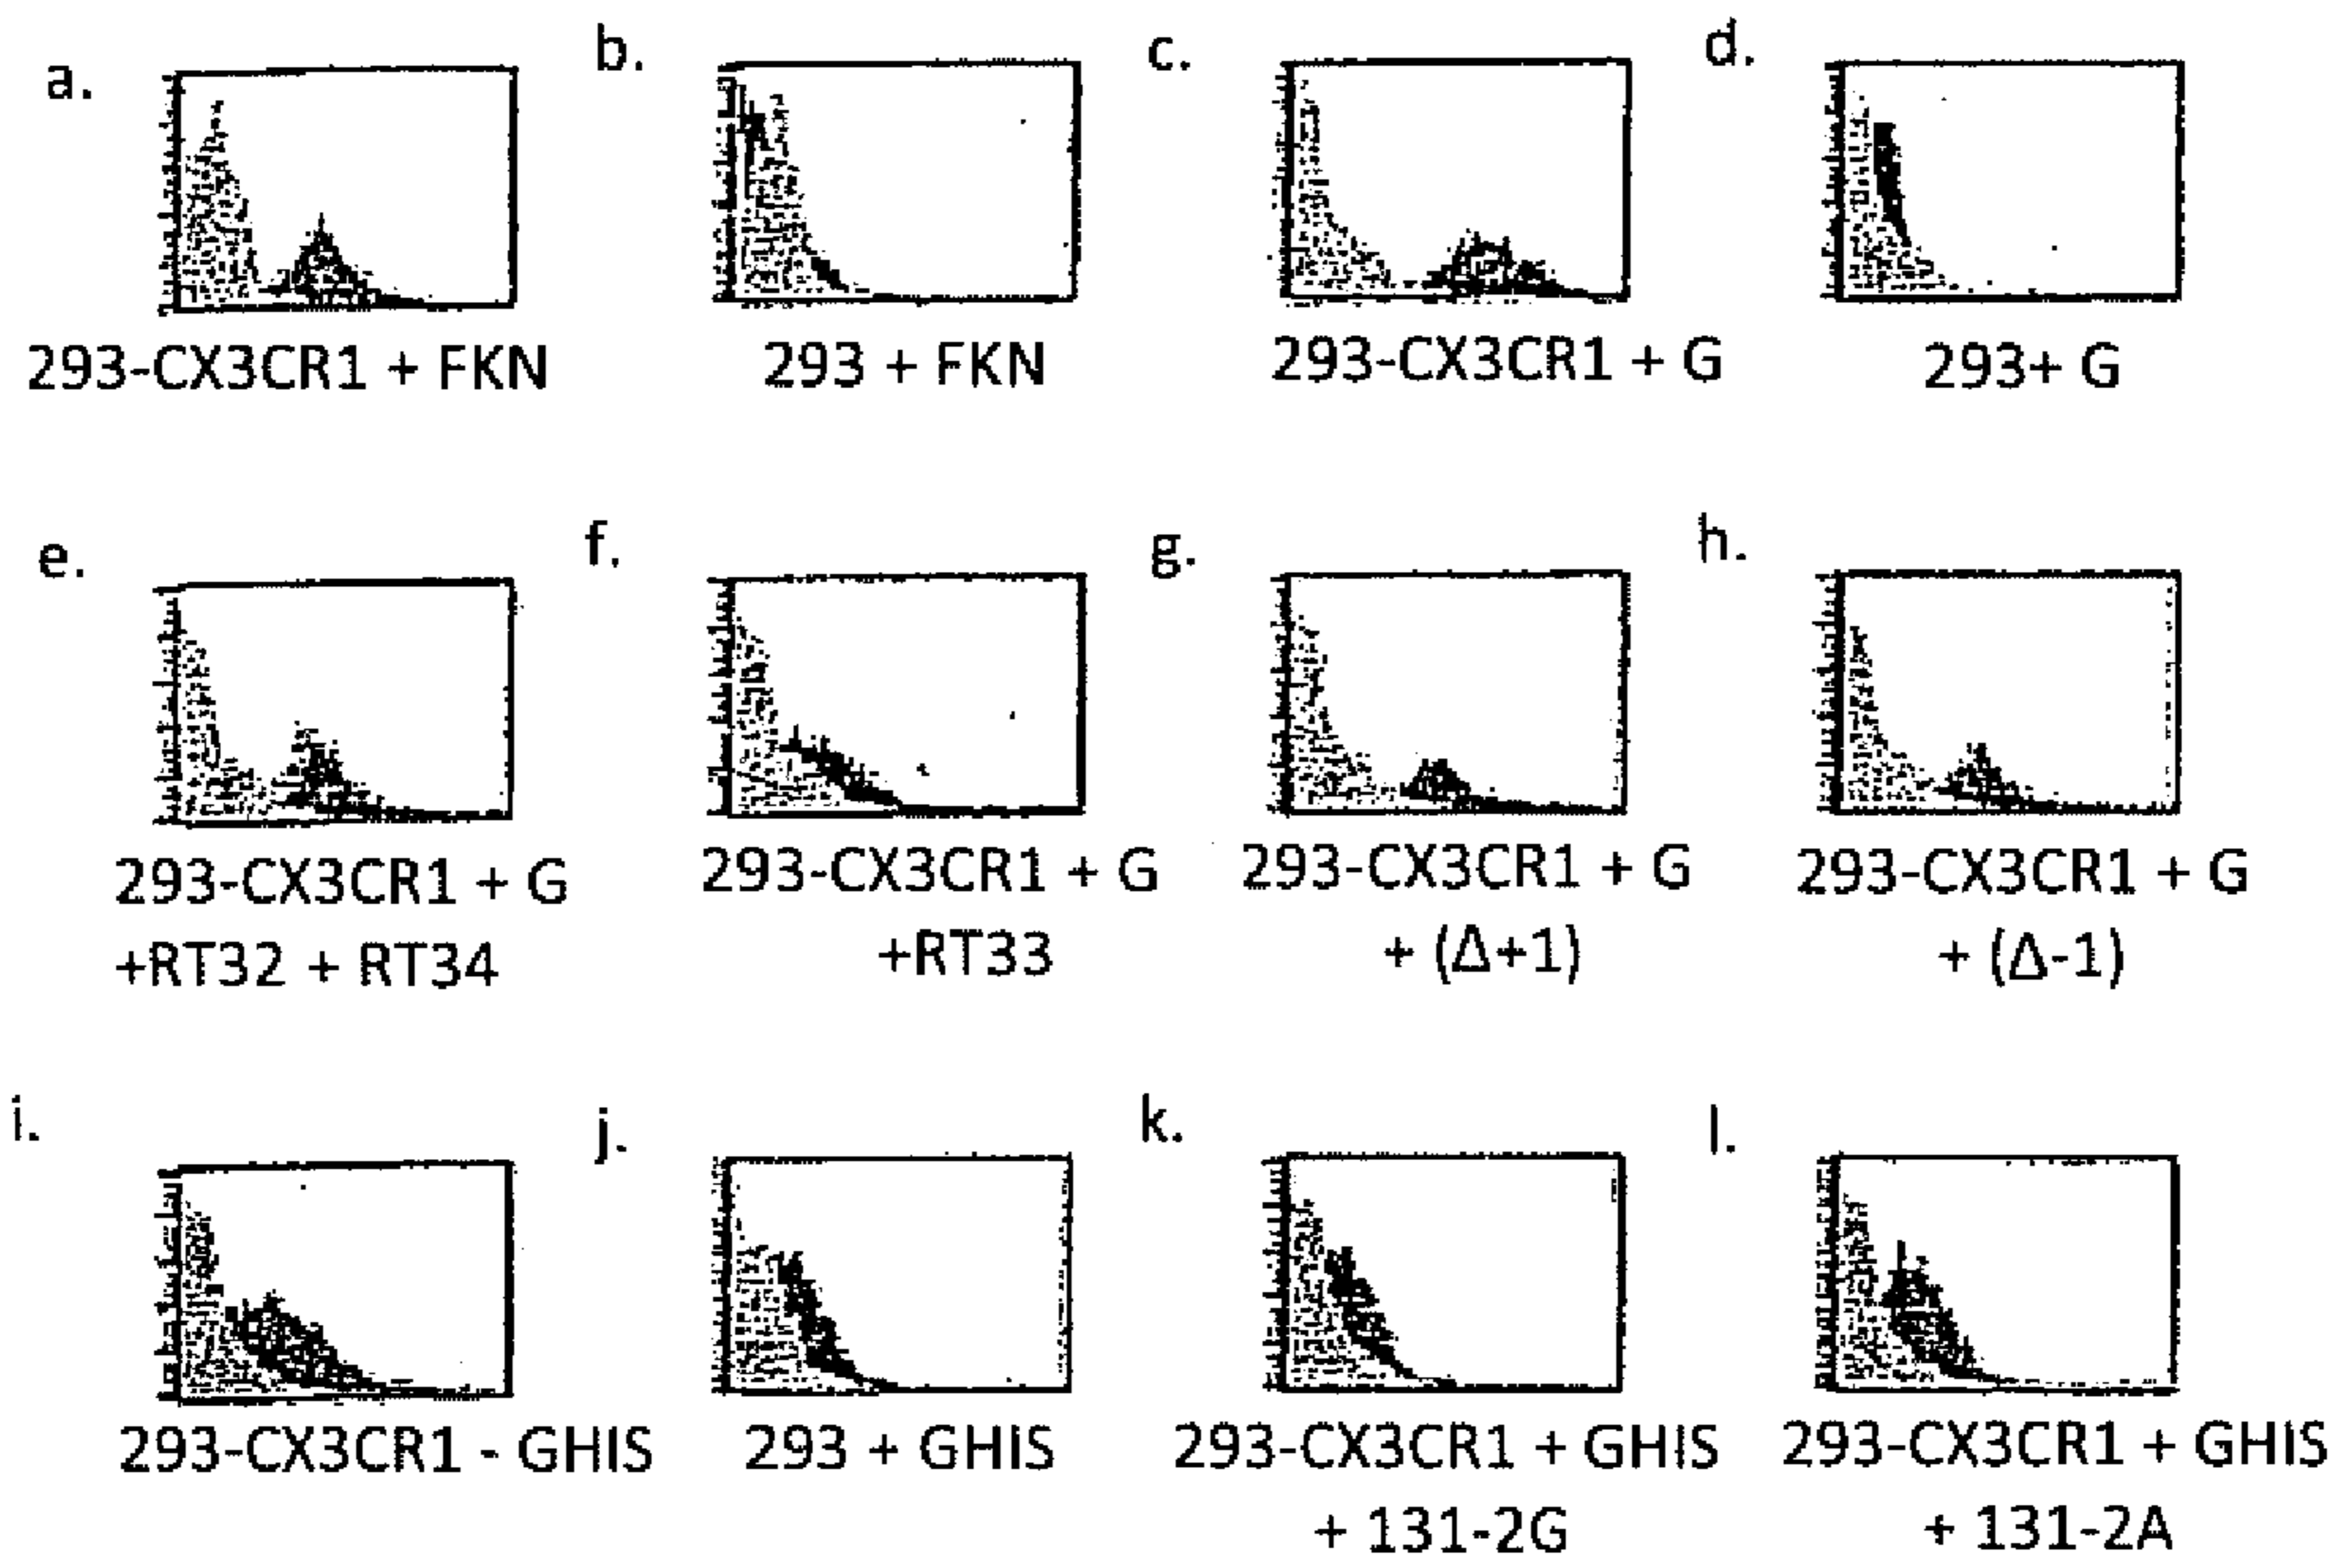 a.
b.
c.
d.
293-CX3CR1 + FKN
293 + FKN
293-CX3CR1 + G
293+ G
e.
f.
g.
h.
293-CX3CR1 + G
+RT32 + RT34
293-CX3CR1 + G
+RT33
293-CX3CR1 + G
+ (Δ+1)
293-CX3CR1 + G
+ (Δ-1)
i.
j.
k.
l.
293-CX3CR1 - GHIS
293 + GHIS
293-CX3CR1 + GHIS
+ 131-2G
293-CX3CR1 + GHIS
+ 131-2A